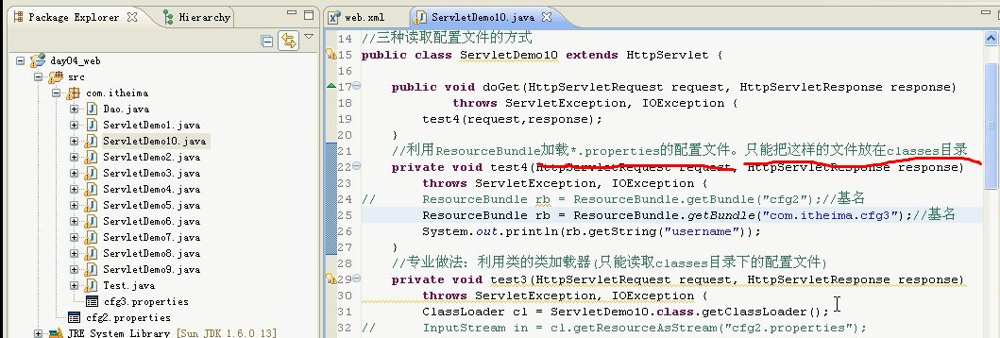 Package Explorer
Hierarchy
web.xml
ServletDemo10.java
day04_web
src
com.itheima
Dao.java
ServletDemo1.java
ServletDemo10.java
ServletDemo2.java
ServletDemo3.java
ServletDemo4.java
ServletDemo5.java
ServletDemo6.java
ServletDemo7.java
ServletDemo8.java
ServletDemo9.java
Test.java
cfg3.properties
cfg2.properties
JRE System Library [Sun JDK 1.6.0_13]
14 //三种读取配置文件的方式
15 public class ServletDemo10 extends HttpServlet {
16
17 public void doGet(HttpServletRequest request, HttpServletResponse response)
18 throws ServletException, IOException {
19 test4(request,response);
20 }
21 //利用ResourceBundle加载*.properties的配置文件。只能把这样的文件放在classes目录
22 private void test4(HttpServletRequest request, HttpServletResponse response)
23 throws ServletException, IOException {
24 // ResourceBundle rb = ResourceBundle.getBundle("cfg2");//基名
25 ResourceBundle rb = ResourceBundle.getBundle("com.itheima.cfg3");//基名
26 System.out.println(rb.getString("username"));
27 }
28 //专业做法：利用类的类加载器(只能读取classes目录下的配置文件)
29 private void test3(HttpServletRequest request, HttpServletResponse response)
30 throws ServletException, IOException {
31 ClassLoader cl = ServletDemo10.class.getClassLoader();
32 // InputStream in = cl.getResourceAsStream("cfg2.properties");